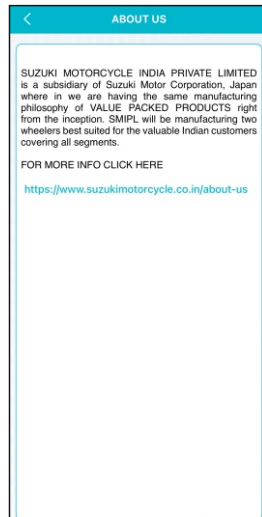 ABOUT US
SUZUKI MOTORCYCLE INDIA PRIVATE LIMITED
is a subsidiary of Suzuki Motor Corporation, Japan
where in we are having the same manufacturing
philosophy of VALUE PACKED PRODUCTS right
from the inception. SMIPL will be manufacturing two
wheelers best suited for the valuable Indian customers
covering all segments.
FOR MORE INFO CLICK HERE
https://www.suzukimotorcycle.co.in/about-us